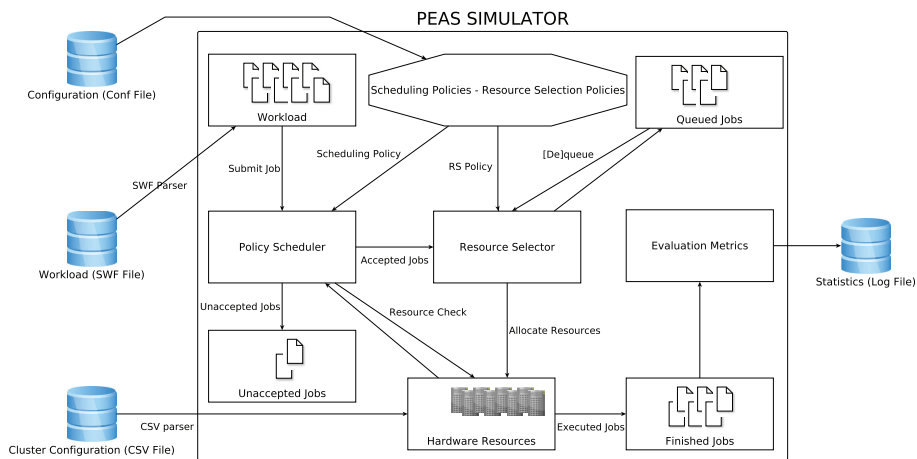 PEAS SIMULATOR
Configuration (Conf File)
Workload
Scheduling Policies - Resource Selection Policies
Queued Jobs
Submit Job
Scheduling Policy
RS Policy
[De]queue
SWF Parser
Workload (SWF File)
Policy Scheduler
Accepted Jobs
Resource Selector
Evaluation Metrics
Statistics (Log File)
Unaccepted Jobs
Resource Check
Allocate Resources
Unaccepted Jobs
Cluster Configuration (CSV File)
CSV parser
Hardware Resources
Executed Jobs
Finished Jobs